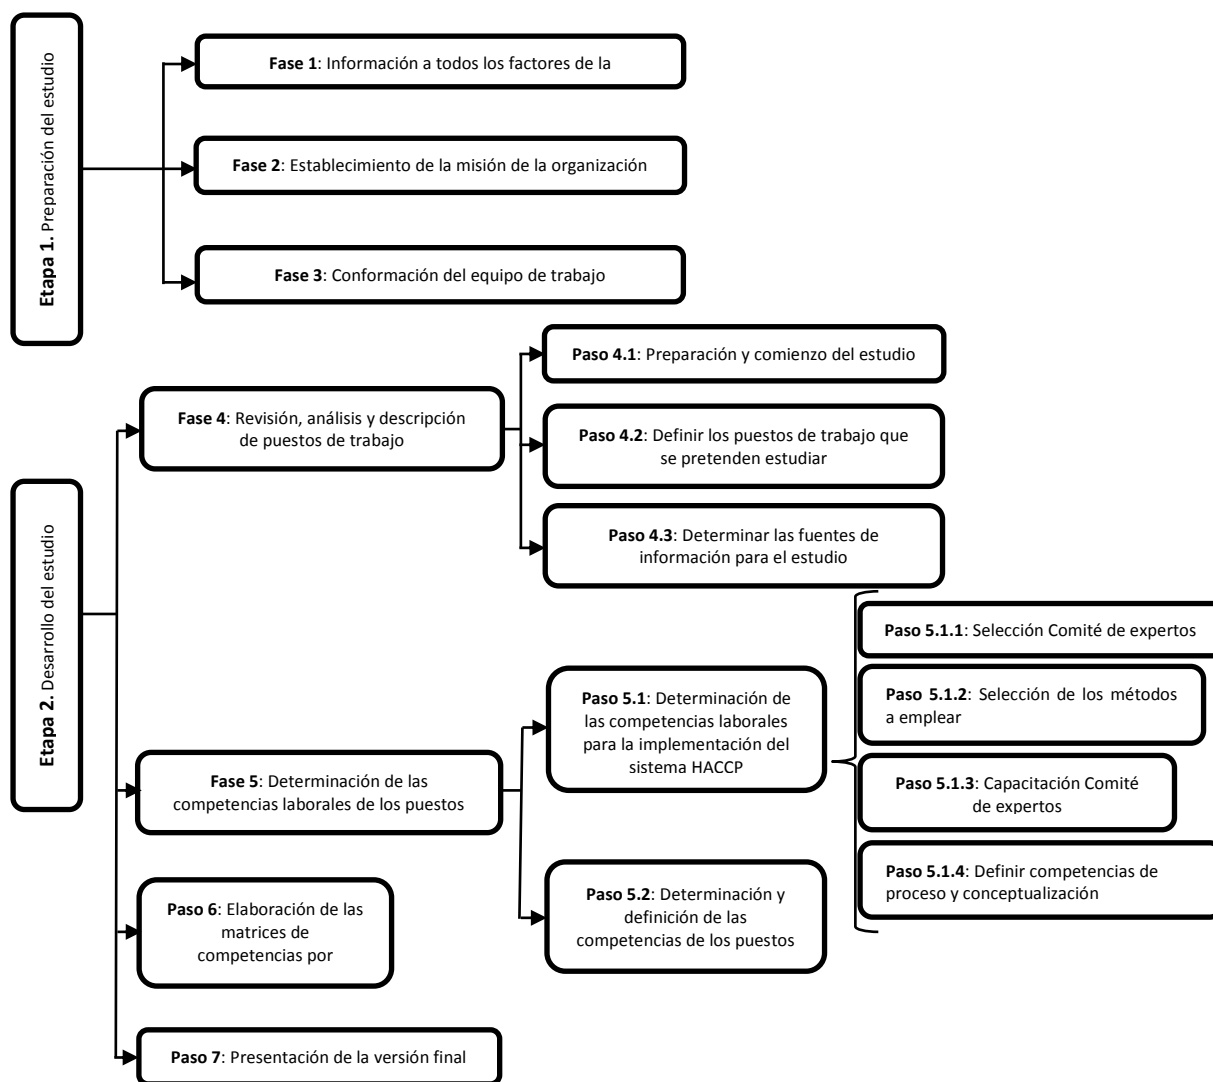 Etapa 1. Preparación del estudio
Fase 1: Información a todos los factores de la
Fase 2: Establecimiento de la misión de la organización
Fase 3: Conformación del equipo de trabajo
Etapa 2. Desarrollo del estudio
Fase 4: Revisión, análisis y descripción
de puestos de trabajo
Paso 4.1: Preparación y comienzo del estudio
Paso 4.2: Definir los puestos de trabajo que
se pretenden estudiar
Paso 4.3: Determinar las fuentes de
información para el estudio
Fase 5: Determinación de las
competencias laborales de los puestos
Paso 5.1: Determinación de
las competencias laborales
para la implementación del
sistema HACCP
Paso 5.1.1: Selección Comité de expertos
Paso 5.1.2: Selección de los métodos
a emplear
Paso 5.1.3: Capacitación Comité
de expertos
Paso 5.1.4: Definir competencias de
proceso y conceptualización
Paso 5.2: Determinación y
definición de las
competencias de los puestos
Paso 6: Elaboración de las
matrices de
competencias por
Paso 7: Presentación de la versión final